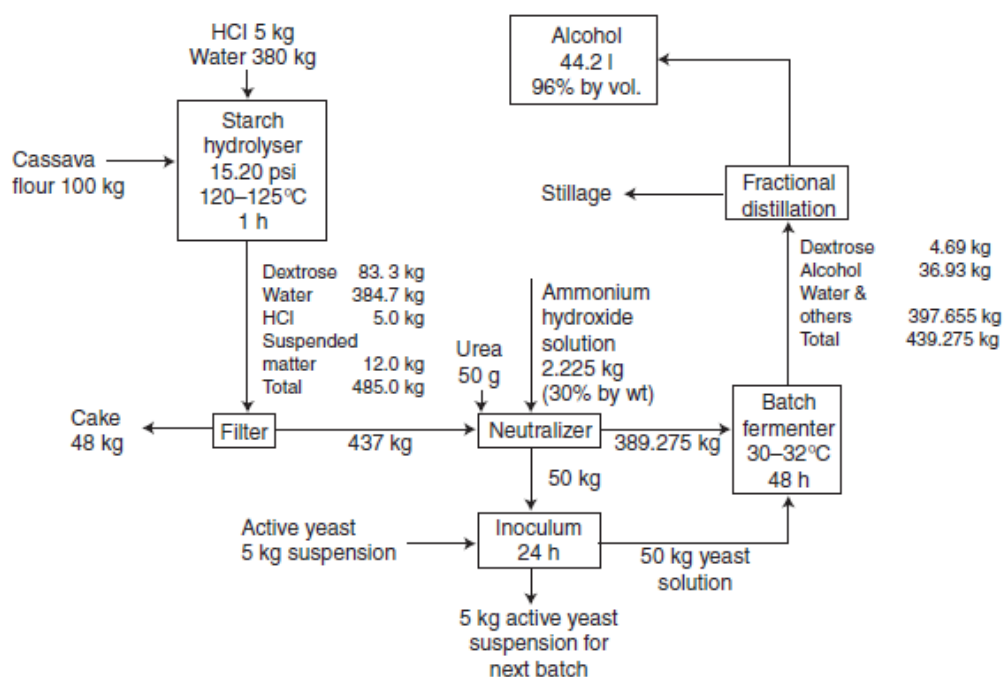 HCl 5 kg
Water 380 kg
Alcohol
44.2 l
96% by vol.
Starch
hydrolyser
15.20 psi
120–125°C
1 h
Cassava
flour 100 kg
Stillage
Fractional
distillation
Dextrose 83. 3 kg
Water 384.7 kg
HCl 5.0 kg
Suspended
matter 12.0 kg
Total 485.0 kg
Dextrose 4.69 kg
Alcohol 36.93 kg
Water &
others 397.655 kg
Total 439.275 kg
Ammonium
hydroxide
solution
2.225 kg
(30% by wt)
Urea
50 g
Cake
48 kg
Filter
437 kg
Neutralizer
389.275 kg
Batch
fermenter
30–32°C
48 h
50 kg
Active yeast
5 kg suspension
Inoculum
24 h
50 kg yeast
solution
5 kg active yeast
suspension for
next batch